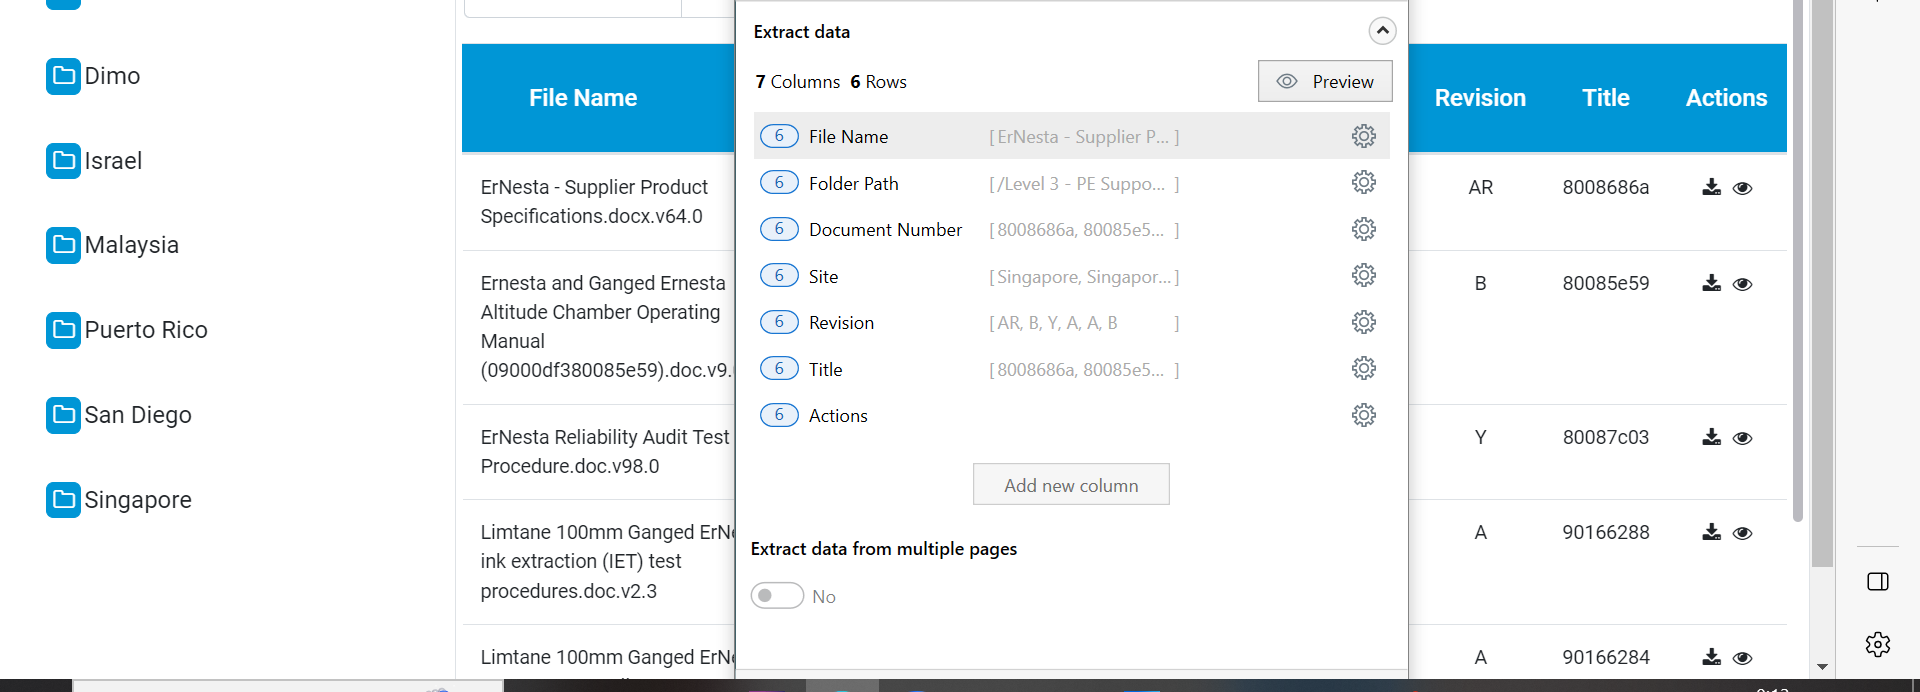 Dimo
Israel
Malaysia
Puerto Rico
San Diego
Singapore
File Name
ErNesta - Supplier Product
Specifications.docx.v64.0
Ernesta and Ganged Ernesta
Altitude Chamber Operating
Manual
(09000df380085e59).doc.v9.
ErNesta Reliability Audit Test
Procedure.doc.v98.0
Limtane 100mm Ganged ErNe
ink extraction (IET) test
procedures.doc.v2.3
Limtane 100mm Ganged ErNe
Extract data
7 Columns 6 Rows
Preview
6 File Name [ErNesta - Supplier P... ]
6 Folder Path [/Level 3 - PE Suppo... ]
6 Document Number [8008686a, 80085e5... ]
6 Site [Singapore, Singapor... ]
6 Revision [AR, B, Y, A, A, B ]
6 Title [8008686a, 80085e5... ]
6 Actions
Add new column
Extract data from multiple pages
No
Revision Title Actions
AR 8008686a
B 80085e59
Y 80087c03
A 90166288
A 90166284